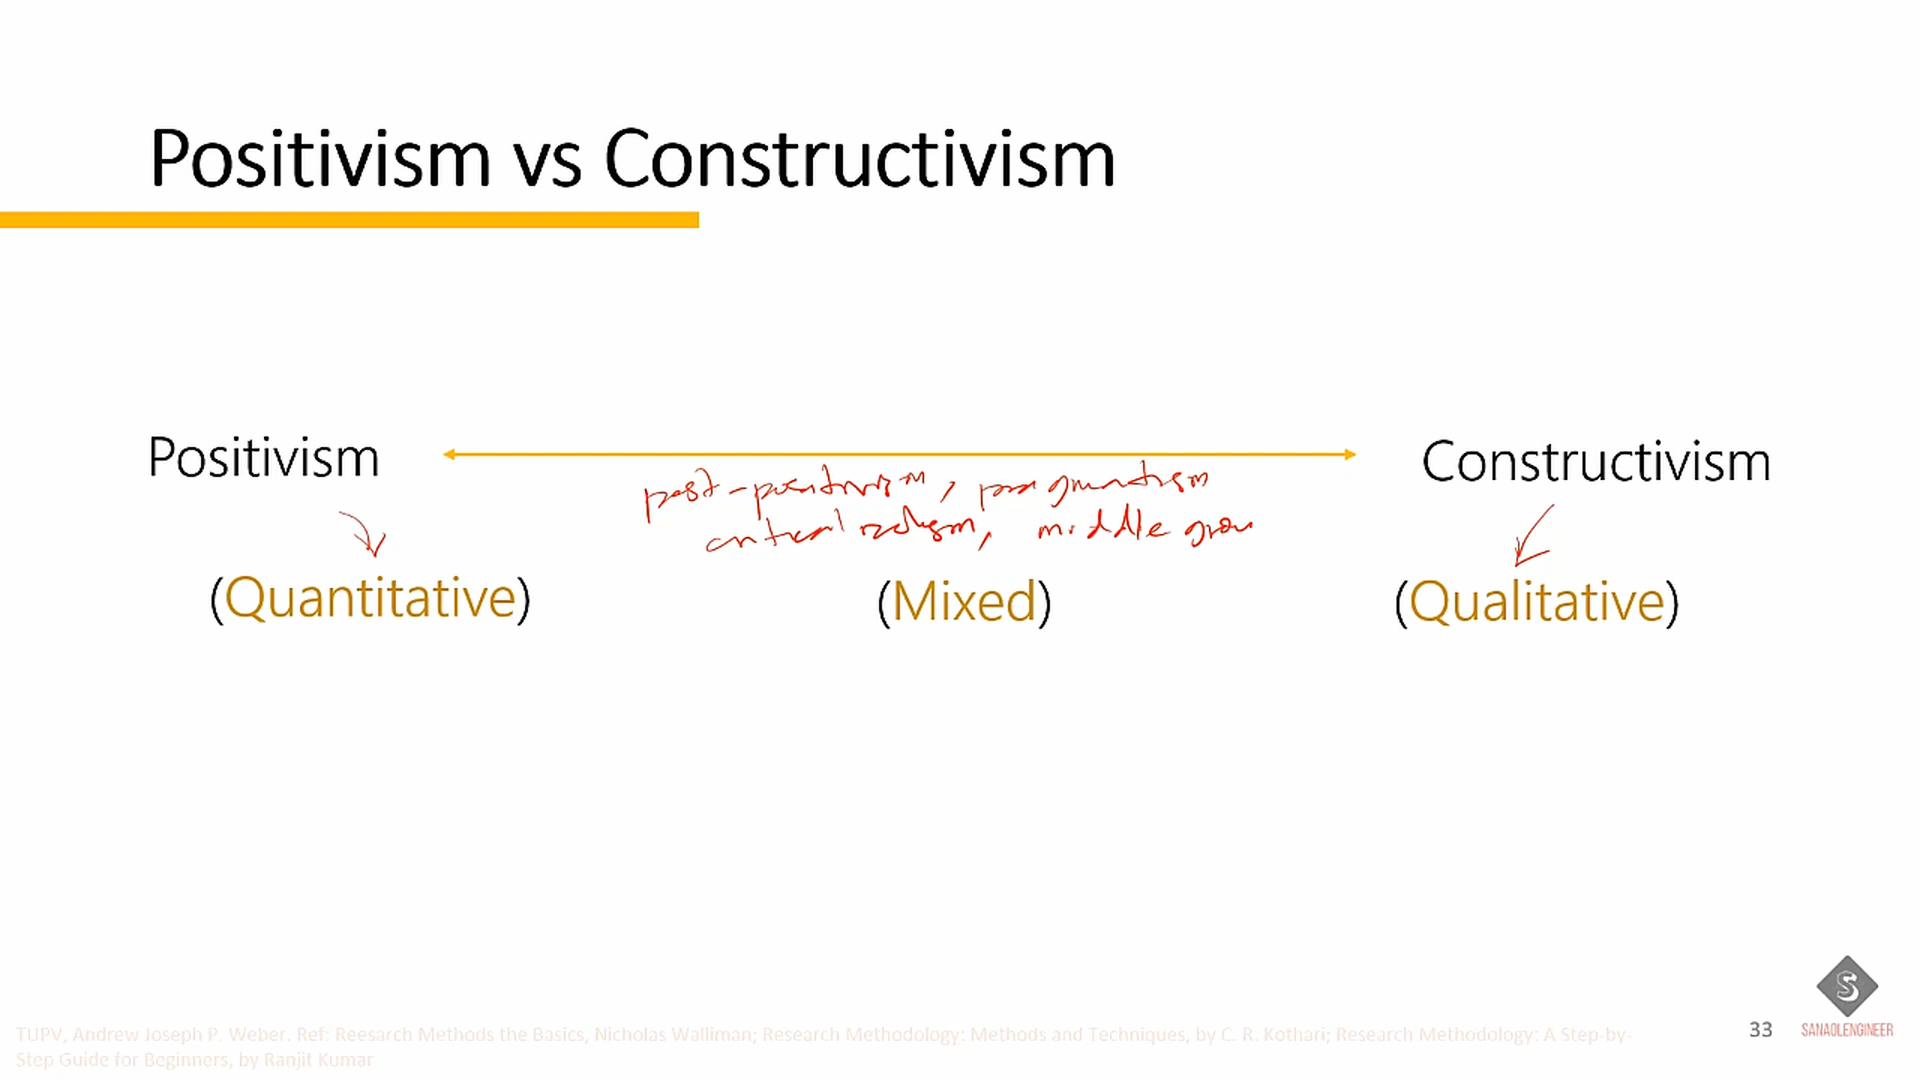 Positivism vs Constructivism
Positivism
Constructivism
post-positivism, pragmatism
critical realism, middle grou
(Quantitative)
(Mixed)
(Qualitative)
TUPV, Andrew Joseph P. Weber. Ref: Reesarch Methods the Basics, Nicholas Walliman; Research Methodology: Methods and Techniques, by C. R. Kothari; Research Methodology: A Step-by-
Step Guide for Beginners, by Ranjit Kumar
33
S
SANAOLENGINEER